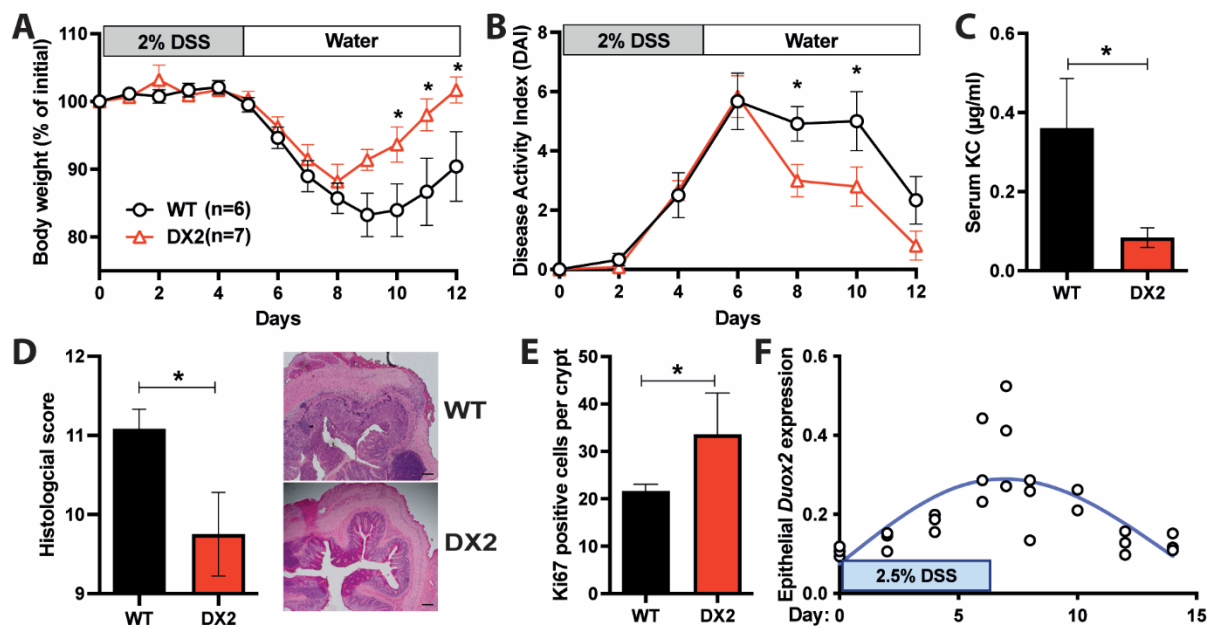 A
2% DSS
Water
110
100
90
80
Body weight (% of initial)
WT (n=6)
DX2(n=7)
* * *
0 2 4 6 8 10 12
Days
B
2% DSS
Water
8
6
4
2
0
Disease Activity Index (DAI)
* *
0 2 4 6 8 10 12
Days
C
*
0.6
0.4
0.2
0.0
Serum KC (µg/ml)
WT DX2
D
12
11
10
9
Histologcial score
*
WT DX2
WT
DX2
E
50
40
30
20
10
0
Ki67 positive cells per crypt
*
WT DX2
F
0.6
0.4
0.2
0.0
Epithelial Duox2 expression
2.5% DSS
Day: 0 5 10 15